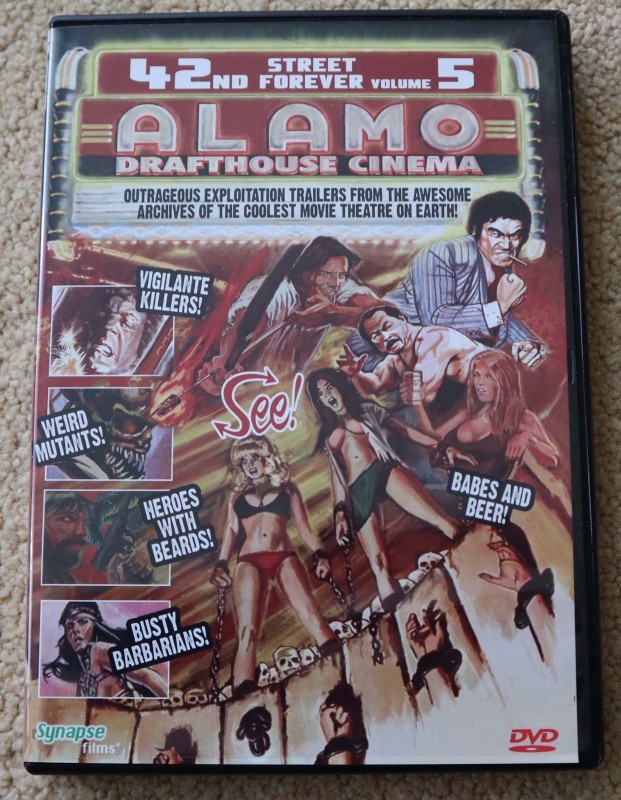 42ND STREET FOREVER VOLUME 5
ALAMO
DRAFTHOUSE CINEMA
OUTRAGEOUS EXPLOITATION TRAILERS FROM THE AWESOME
ARCHIVES OF THE COOLEST MOVIE THEATRE ON EARTH!
VIGILANTE
KILLERS!
See!
WEIRD
MUTANTS!
BABES AND
BEER!
HEROES
WITH
BEARDS!
BUSTY
BARBARIANS!
Synapse
films®
DVD